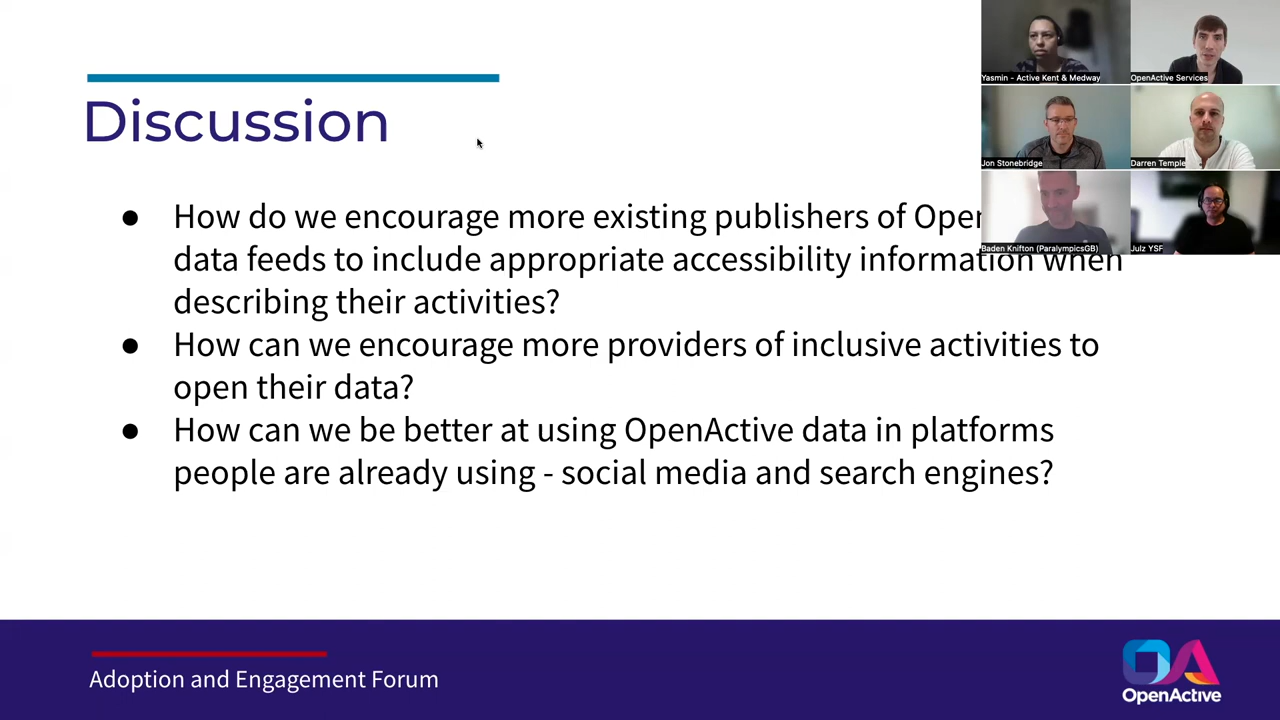 Discussion
● How do we encourage more existing publishers of Open
data feeds to include appropriate accessibility information when
describing their activities?
● How can we encourage more providers of inclusive activities to
open their data?
● How can we be better at using OpenActive data in platforms
people are already using - social media and search engines?
Yasmin - Active Kent & Medway
OpenActive Services
Jon Stonebridge
Darren Temple
Baden Knifton (ParalympicsGB)
Julz YSF
Adoption and Engagement Forum
OA
OpenActive